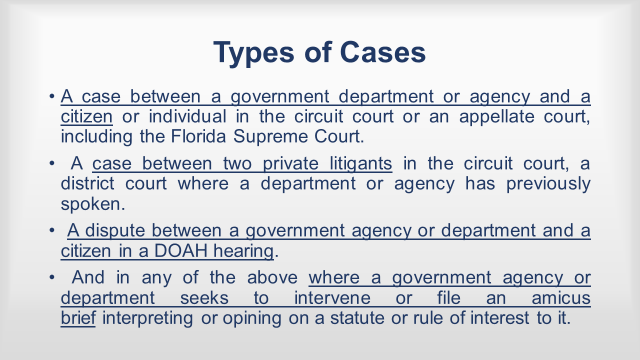 Types of Cases
• A case between a government department or agency and a
citizen or individual in the circuit court or an appellate court,
including the Florida Supreme Court.
• A case between two private litigants in the circuit court, a
district court where a department or agency has previously
spoken.
• A dispute between a government agency or department and a
citizen in a DOAH hearing.
• And in any of the above where a government agency or
department seeks to intervene or file an amicus
brief interpreting or opining on a statute or rule of interest to it.